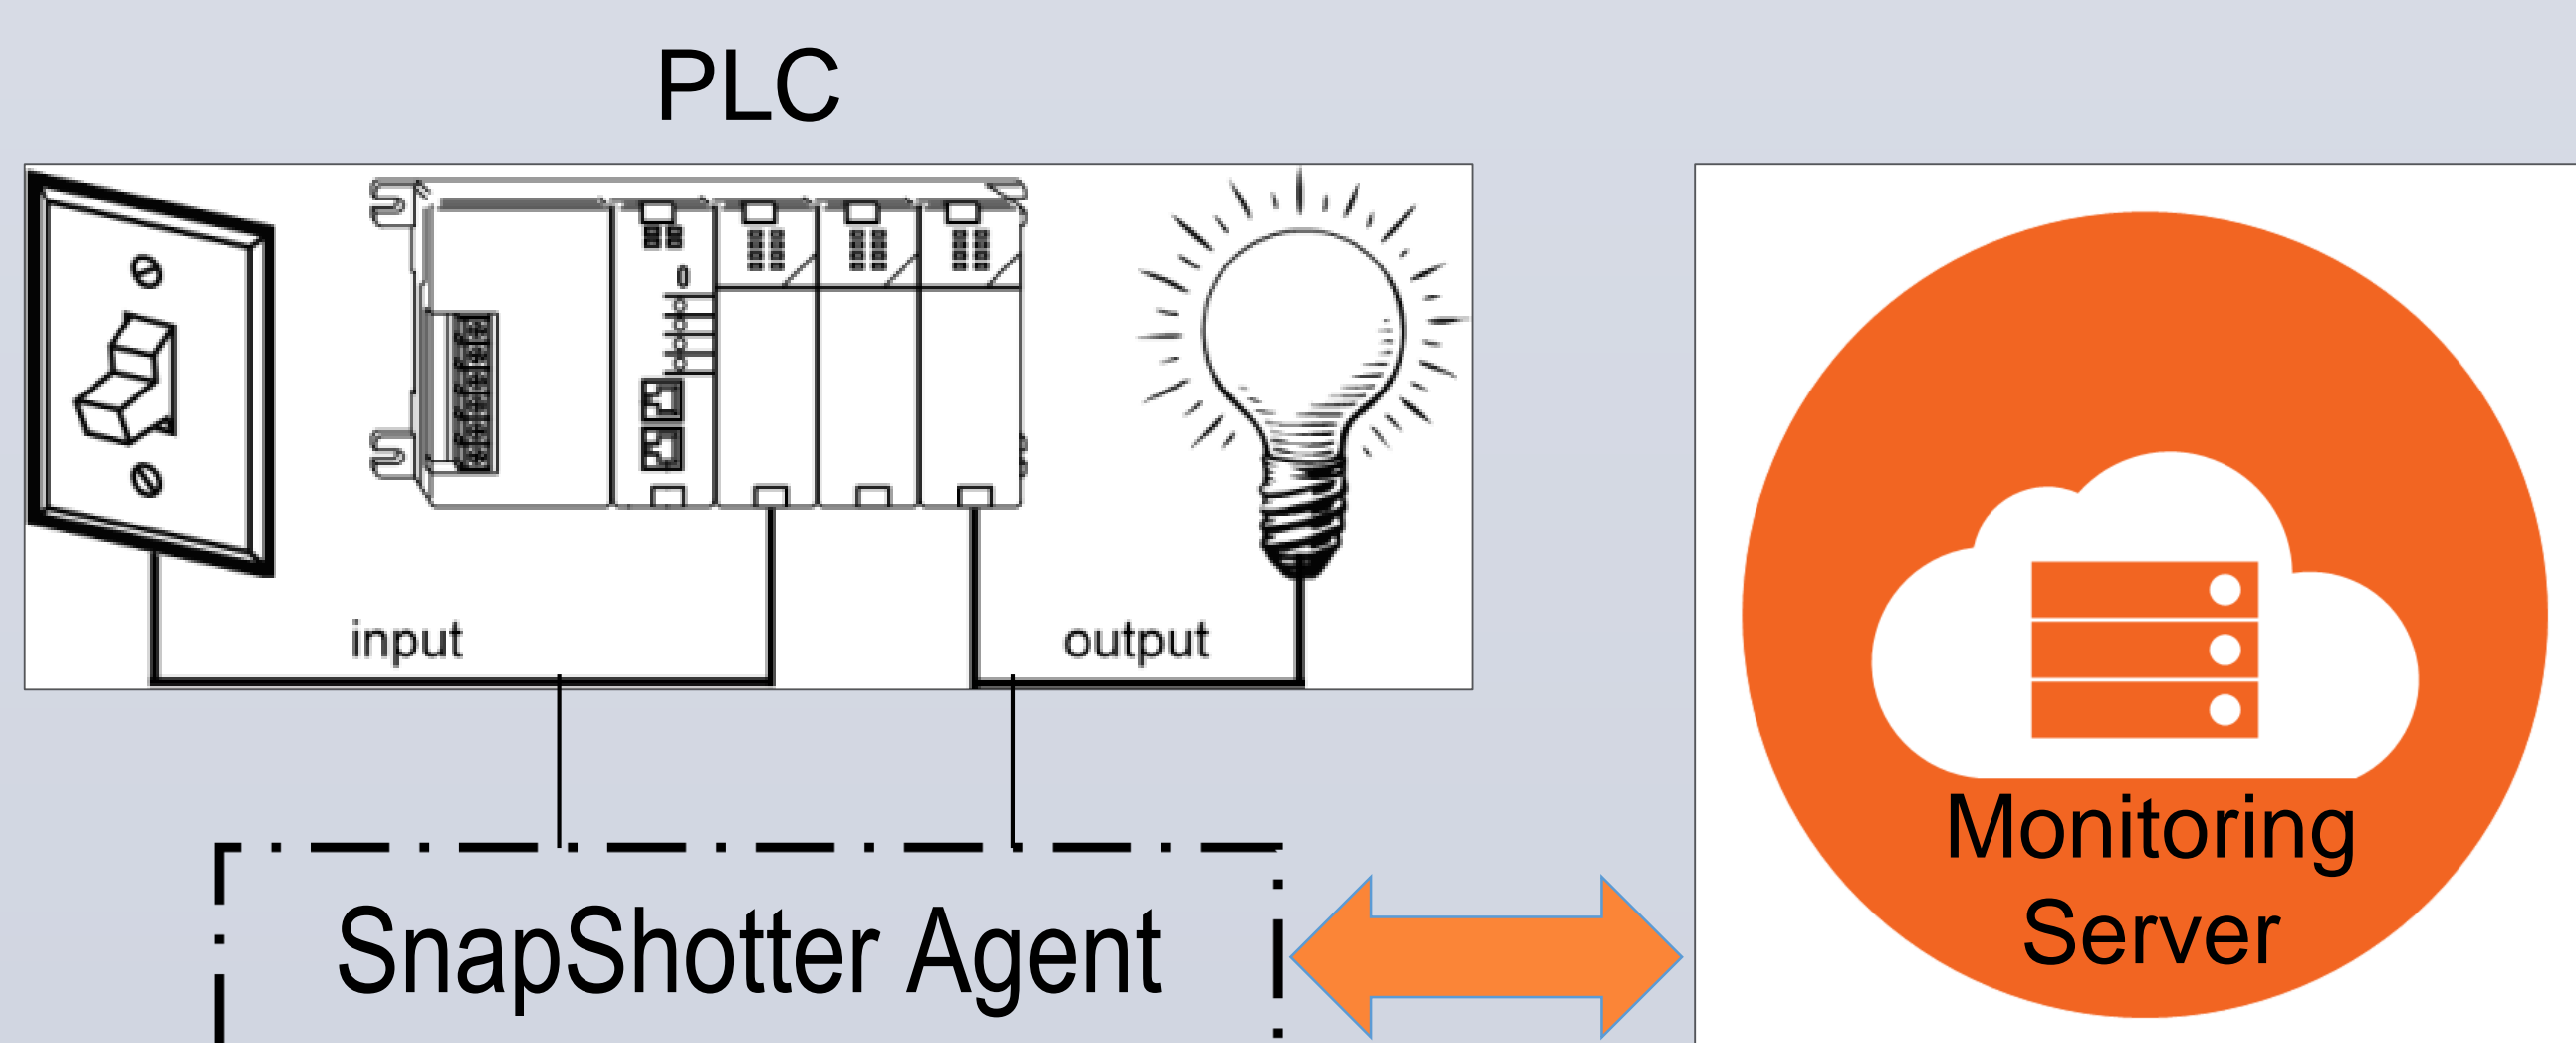 PLC
input
output
SnapShotter Agent
Monitoring
Server